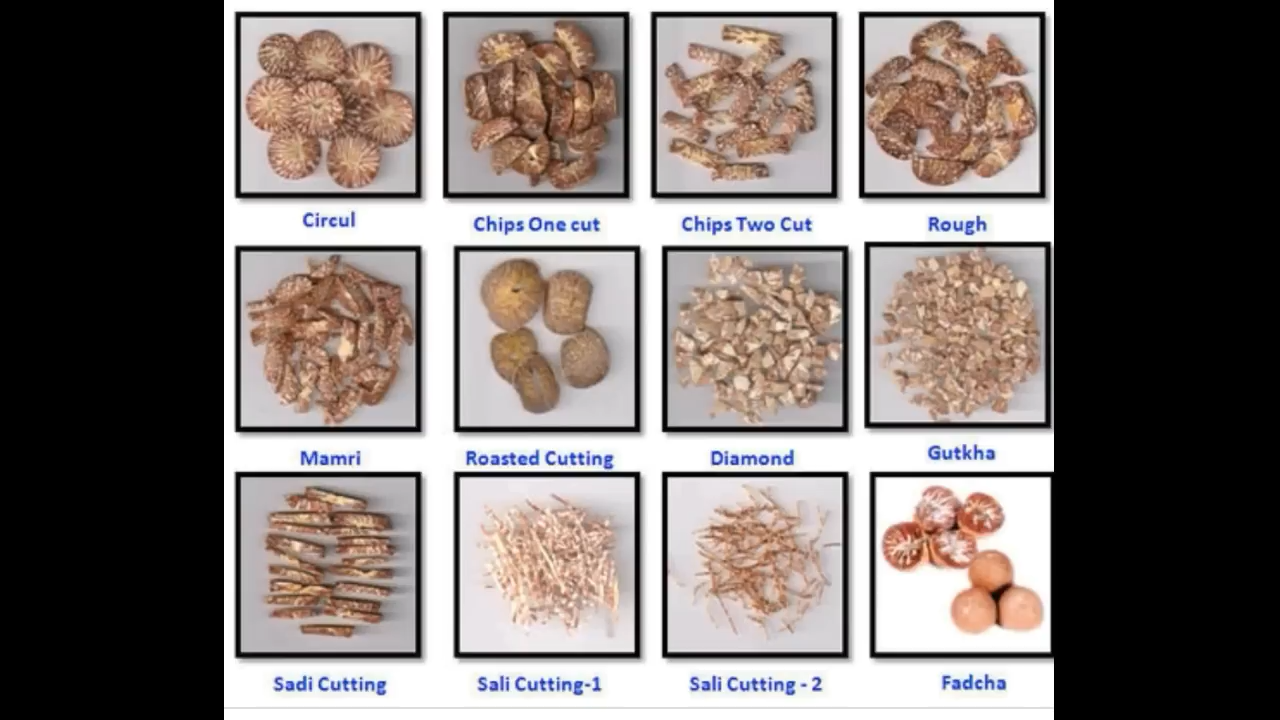 Circul
Chips One cut
Chips Two Cut
Rough
Mamri
Roasted Cutting
Diamond
Gutkha
Sadi Cutting
Sali Cutting-1
Sali Cutting - 2
Fadcha